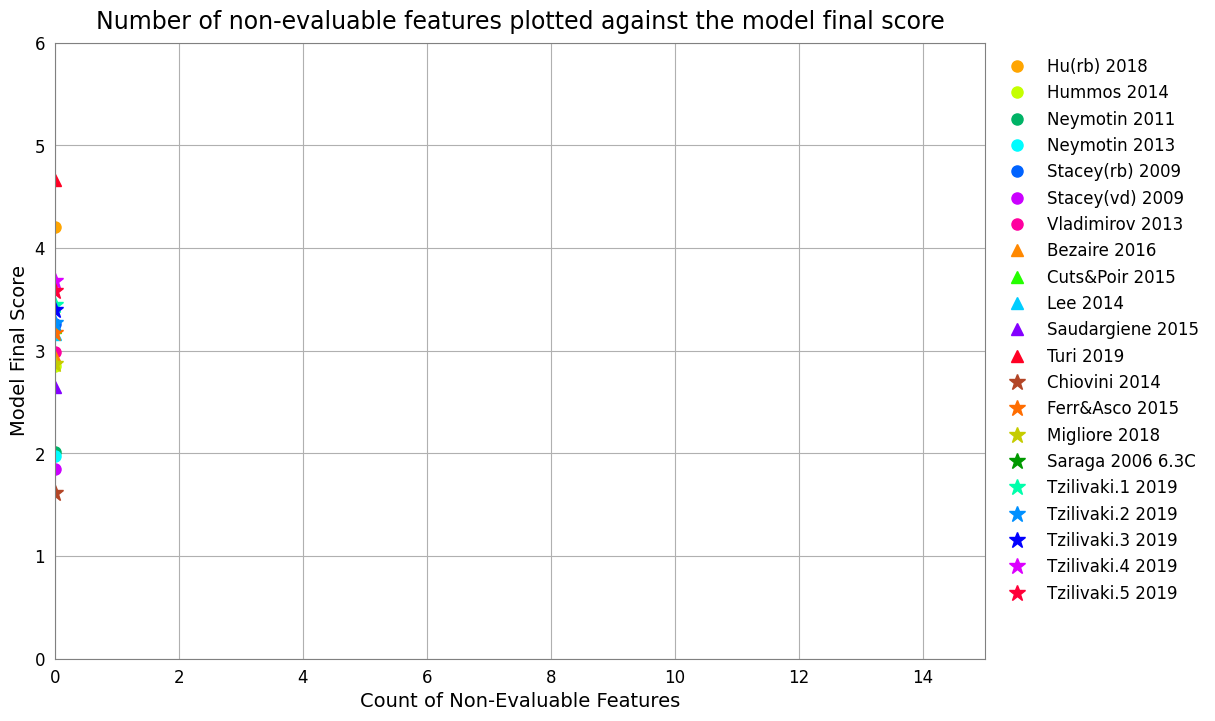 Number of non-evaluable features plotted against the model final score
6
5
4
3
2
1
0
Model Final Score
0 2 4 6 8 10 12 14
Count of Non-Evaluable Features
Hu(rb) 2018
Hummos 2014
Neymotin 2011
Neymotin 2013
Stacey(rb) 2009
Stacey(vd) 2009
Vladimirov 2013
Bezaire 2016
Cuts&Poir 2015
Lee 2014
Saudargiene 2015
Turi 2019
Chiovini 2014
Ferr&Asco 2015
Migliore 2018
Saraga 2006 6.3C
Tzilivaki.1 2019
Tzilivaki.2 2019
Tzilivaki.3 2019
Tzilivaki.4 2019
Tzilivaki.5 2019